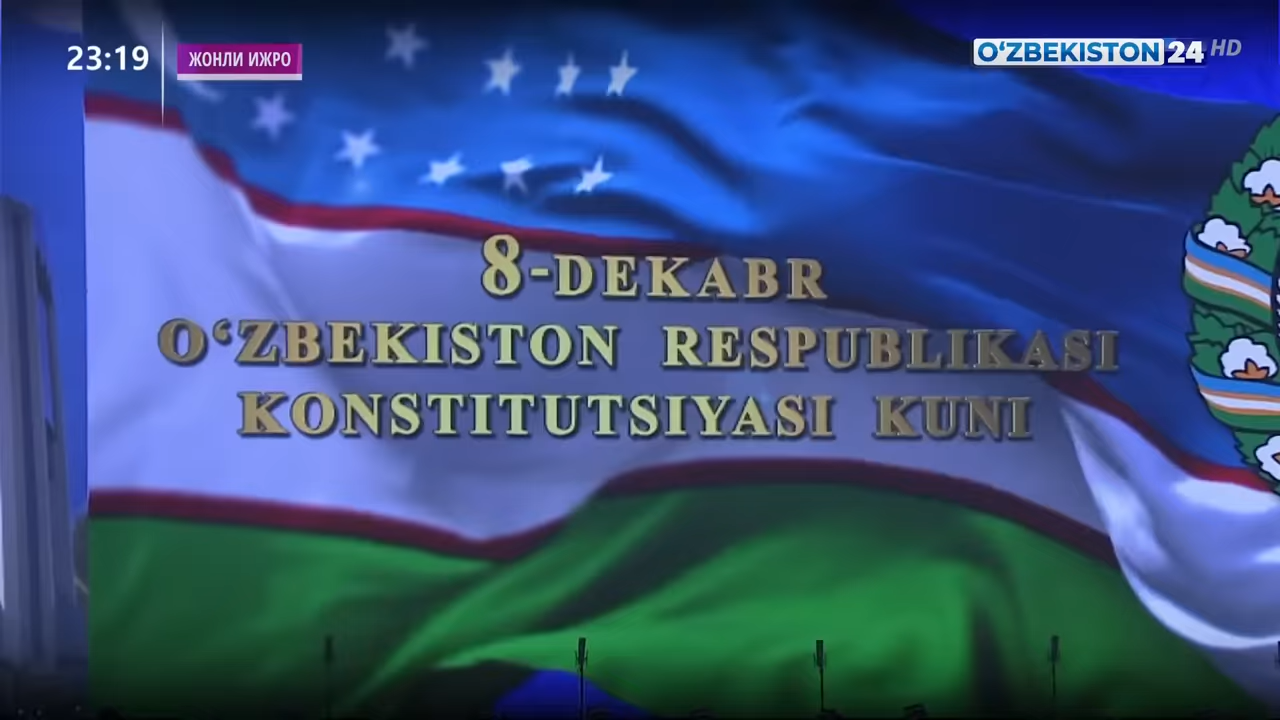 23:19
ЖОНЛИ ИЖРО
O‘ZBEKISTON 24 HD
8-DEKABR
O‘ZBEKISTON RESPUBLIKASI
KONSTITUTSIYASI KUNI